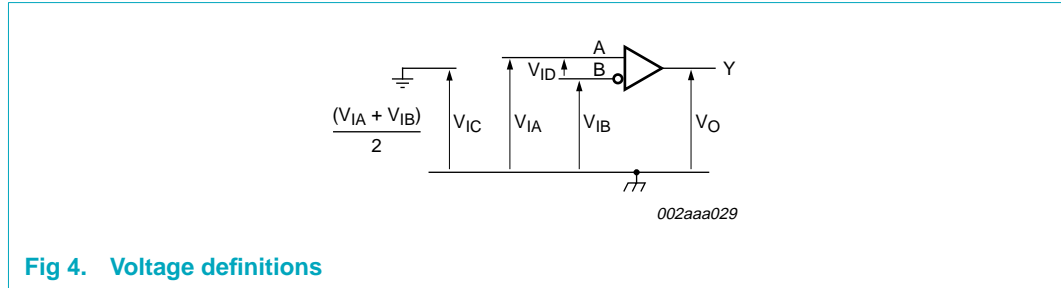 A
V_ID B Y
(V_IA + V_IB)
2
V_IC V_IA V_IB V_O
002aaa029
Fig 4. Voltage definitions